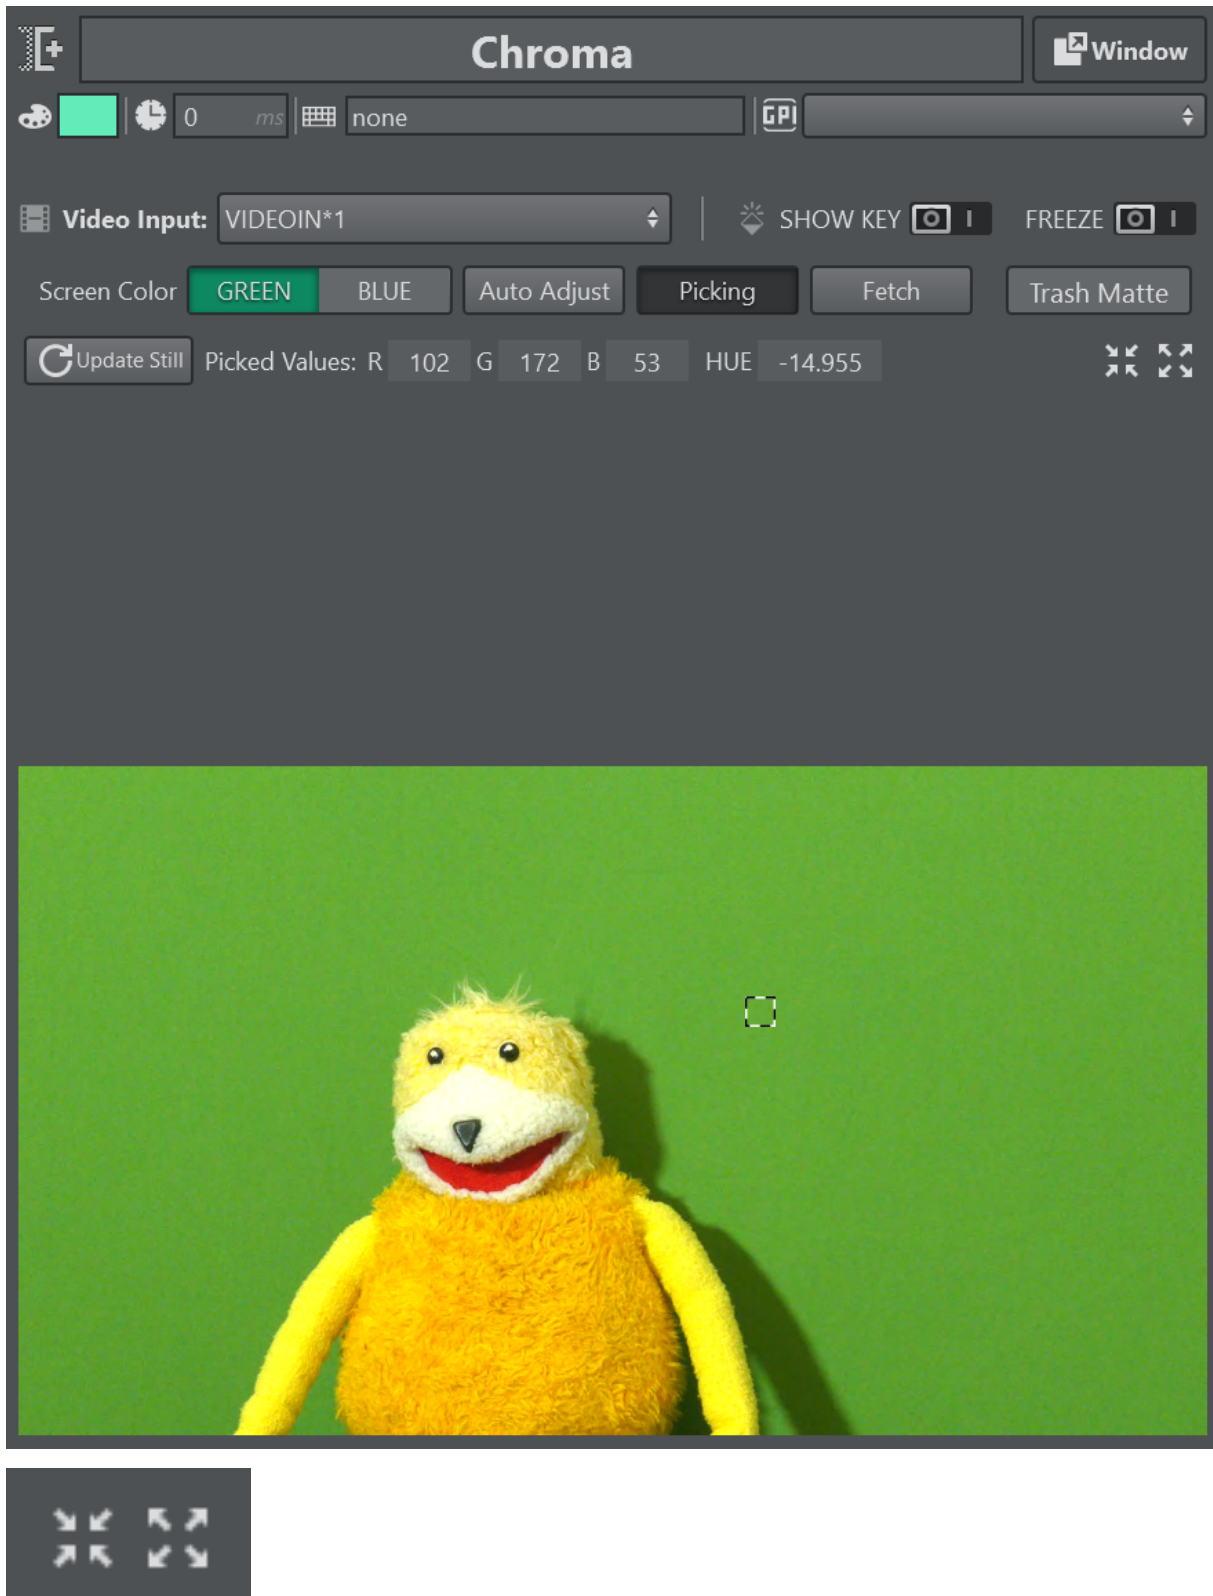 Chroma
Window
0 ms none GPI
Video Input: VIDEOIN*1 SHOW KEY O I FREEZE O I
Screen Color GREEN BLUE Auto Adjust Picking Fetch Trash Matte
Update Still Picked Values: R 102 G 172 B 53 HUE -14.955